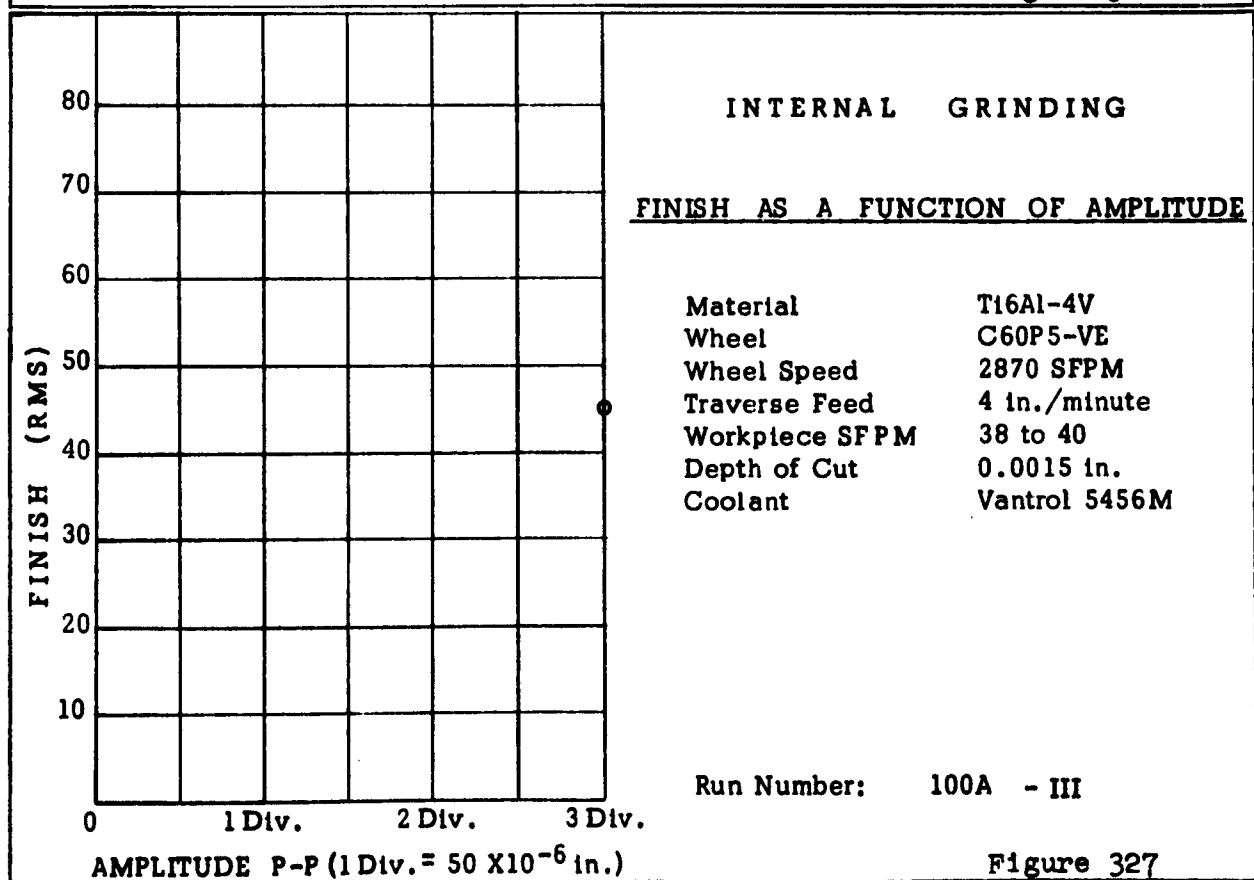 INTERNAL GRINDING
FINISH AS A FUNCTION OF AMPLITUDE
80
70
60
50
40
30
20
10
FINISH (RMS)
Material Ti6Al-4V
Wheel C60P5-VE
Wheel Speed 2870 SFPM
Traverse Feed 4 in./minute
Workpiece SFPM 38 to 40
Depth of Cut 0.0015 in.
Coolant Vantrol 5456M
Run Number: 100A - III
0 1 Div. 2 Div. 3 Div.
AMPLITUDE P-P (1 Div. = 50 X10⁻⁶ in.)
Figure 327